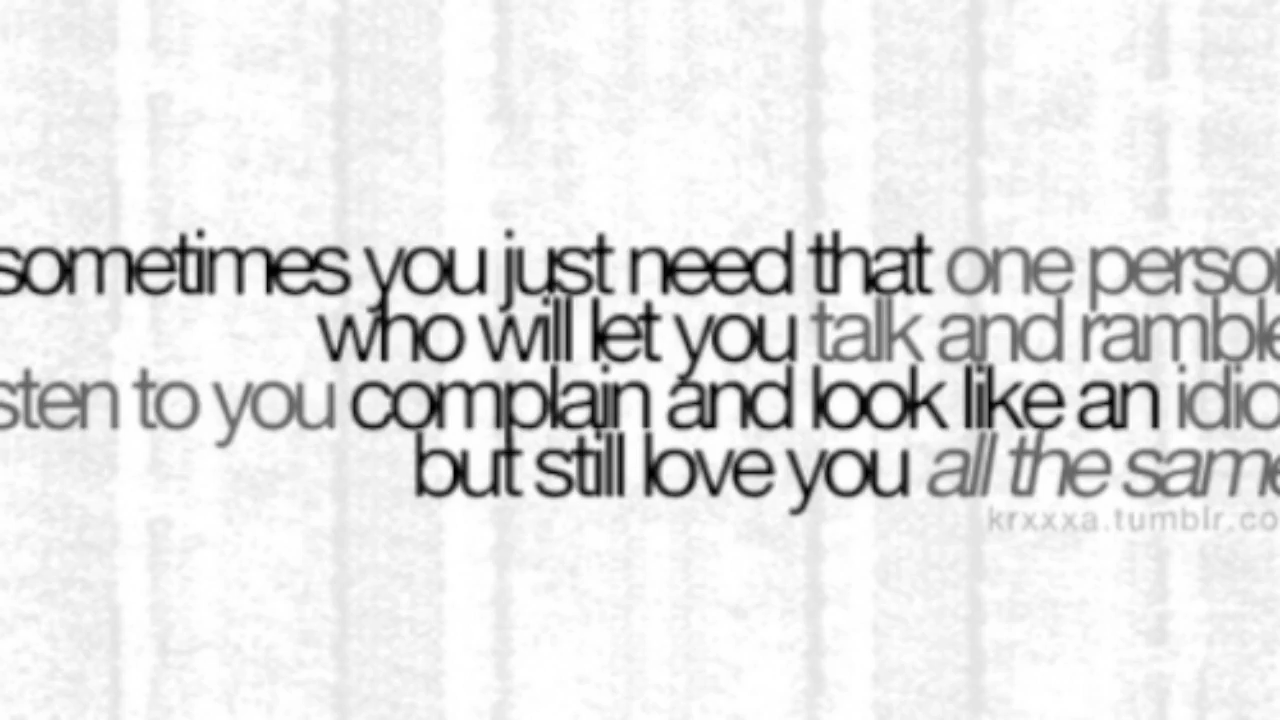 sometimes you just need that one person
who will let you talk and ramble
sten to you complain and look like an idio
but still love you all the same
krxxxa.tumblr.co